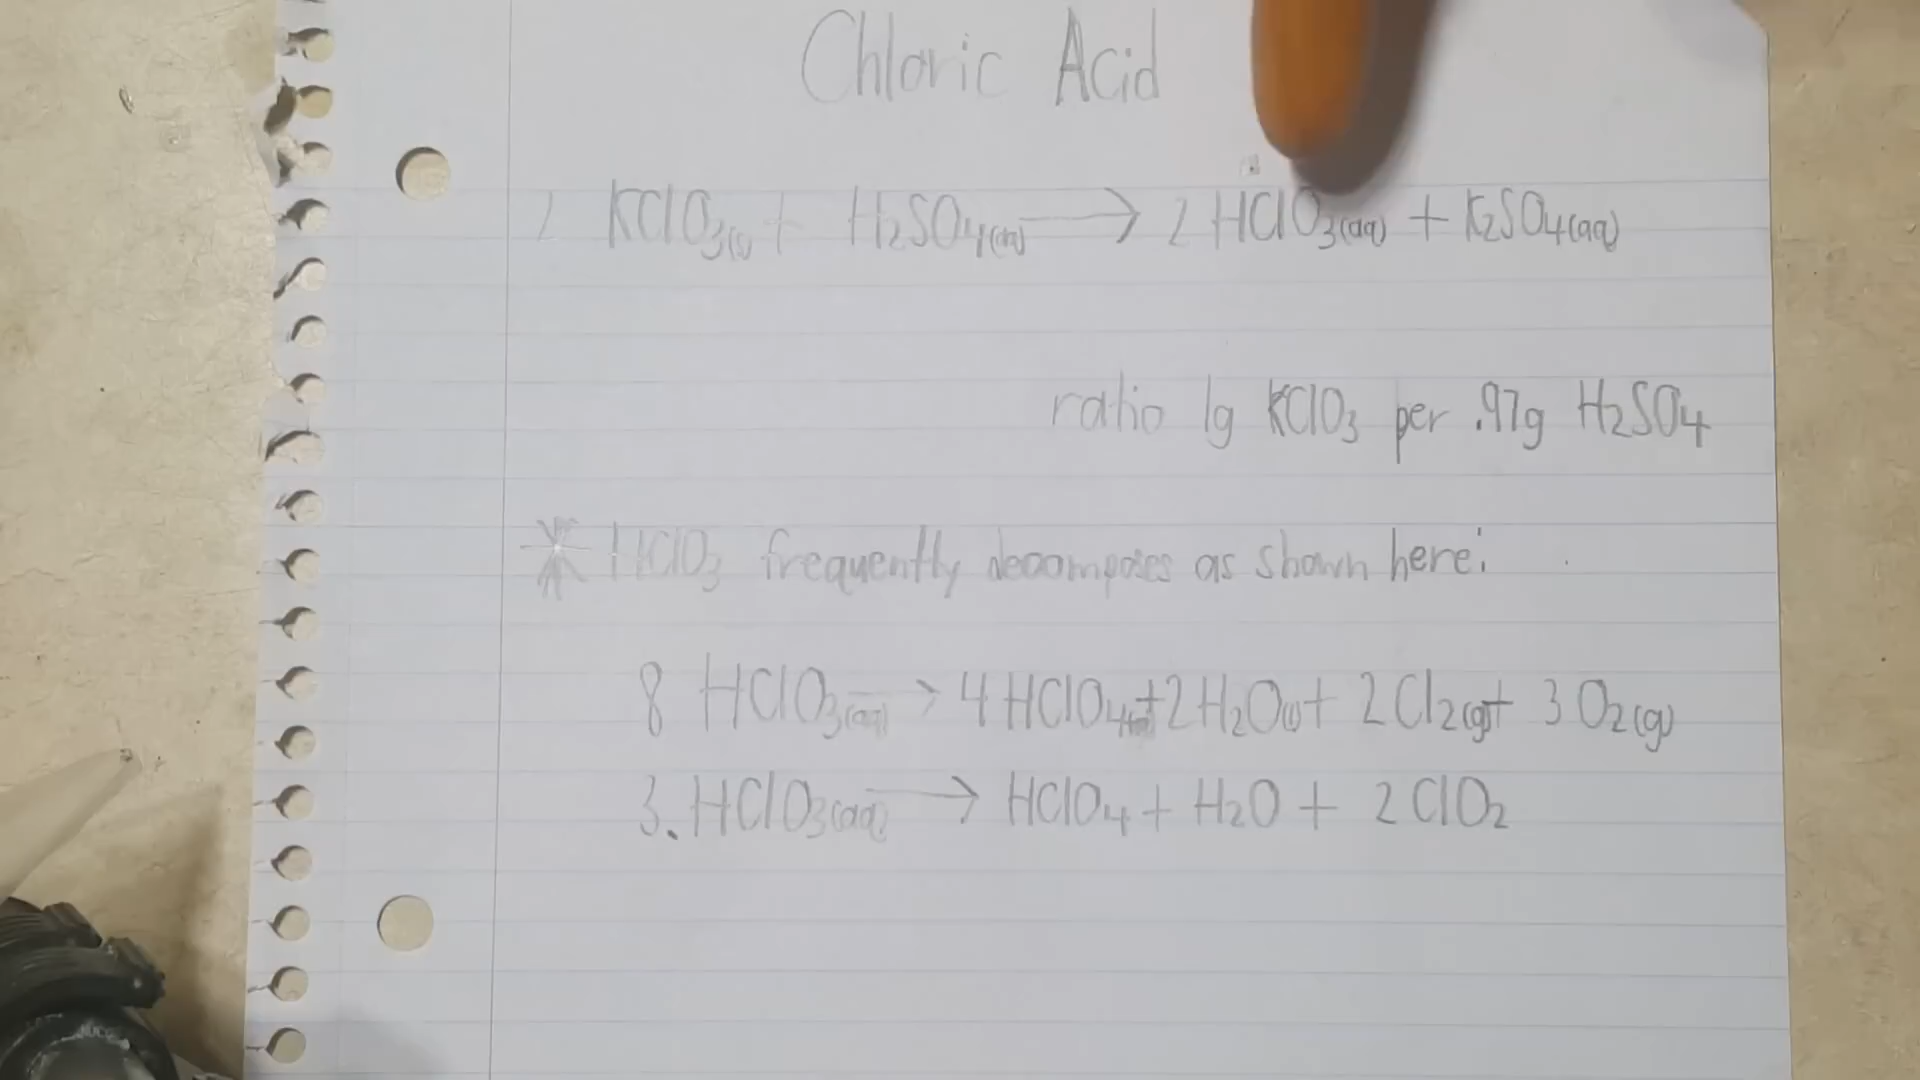 Chloric Acid
2 KClO3(s) + H2SO4(aq) → 2 HClO3(aq) + K2SO4(aq)
ratio 1g KClO3 per .97g H2SO4
* HClO3 frequently decomposes as shown here:
8 HClO3(aq) → 4 HClO4(aq) + 2 H2O(l) + 2 Cl2(g) + 3 O2(g)
3. HClO3(aq) → HClO4 + H2O + 2 ClO2